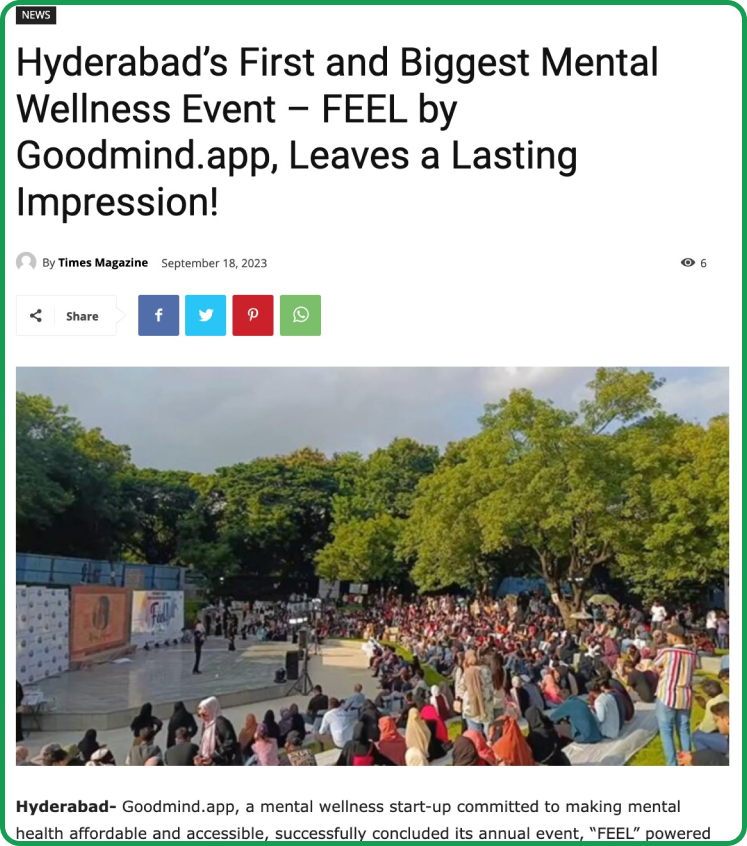 NEWS
Hyderabad’s First and Biggest Mental
Wellness Event – FEEL by
Goodmind.app, Leaves a Lasting
Impression!
By Times Magazine September 18, 2023 6
Share
Hyderabad- Goodmind.app, a mental wellness start-up committed to making mental
health affordable and accessible, successfully concluded its annual event, “FEEL” powered